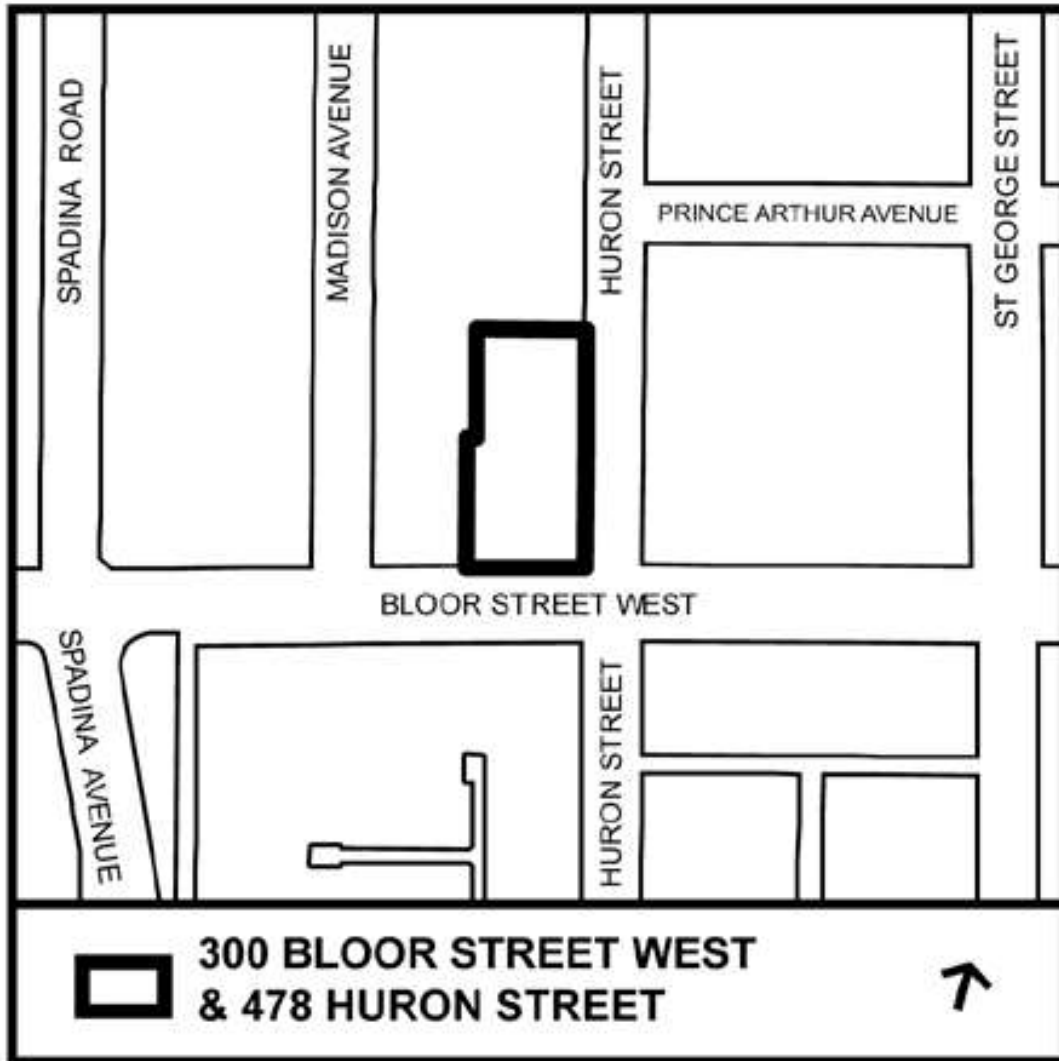 SPADINA ROAD
MADISON AVENUE
HURON STREET
PRINCE ARTHUR AVENUE
ST GEORGE STREET
BLOOR STREET WEST
SPADINA AVENUE
HURON STREET
300 BLOOR STREET WEST
& 478 HURON STREET